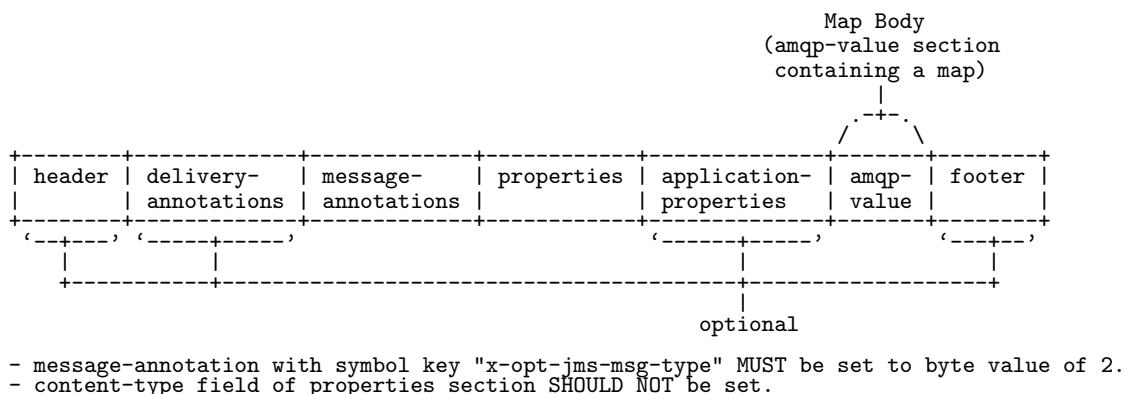 Map Body
(amqp-value section
containing a map)
|
.-+-.
/ \
+--------+-------------+-------------+------------+--------------+-------+--------+
| header | delivery- | message- | properties | application- | amqp- | footer |
| | annotations | annotations | | properties | value | |
+--------+-------------+-------------+------------+--------------+-------+--------+
‘--+---’ ‘-----+-----’ ‘------+-----’ ‘---+--’
| | | |
+-----------+----------------------------------------+-------------------+
|
optional
- message-annotation with symbol key "x-opt-jms-msg-type" MUST be set to byte value of 2.
- content-type field of properties section SHOULD NOT be set.